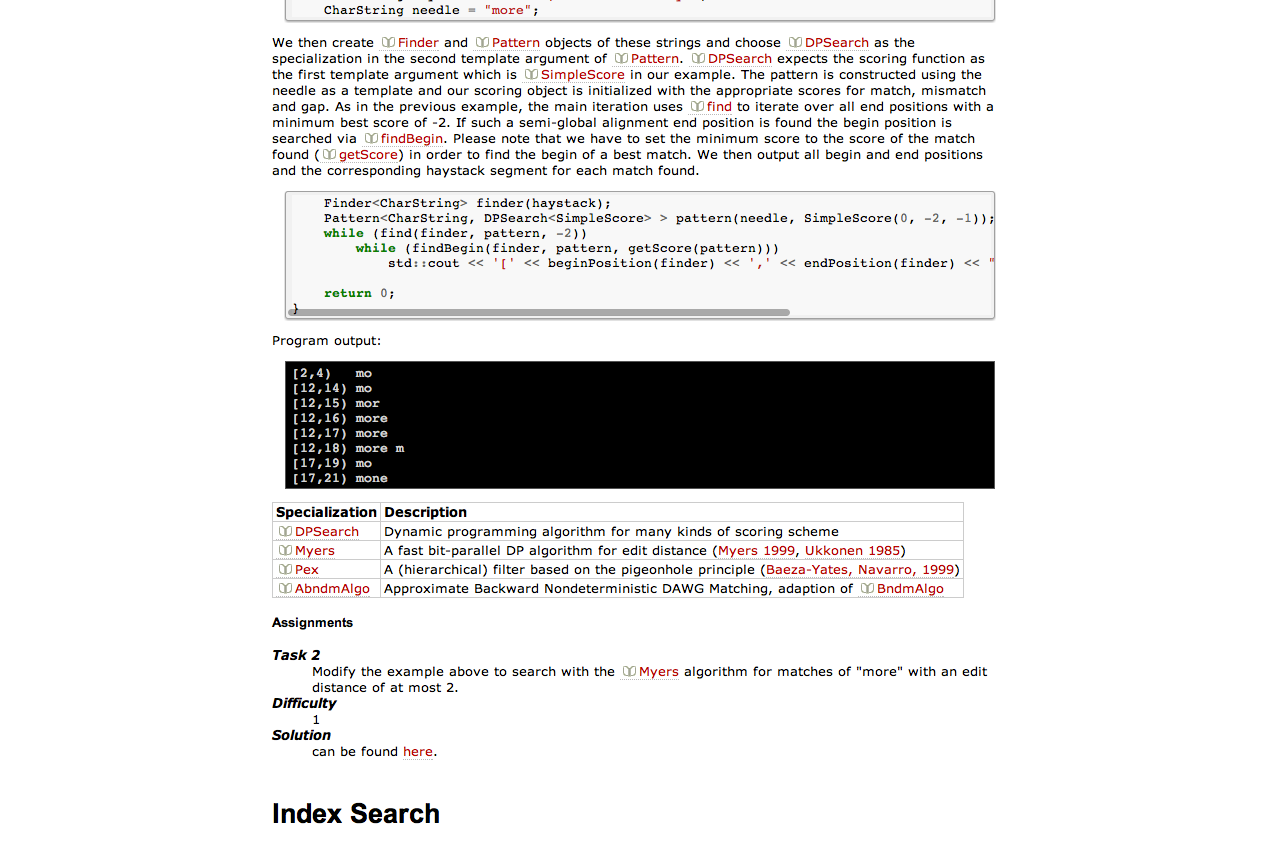 CharString needle = "more";
We then create Finder and Pattern objects of these strings and choose DPSearch as the
specialization in the second template argument of Pattern. DPSearch expects the scoring function as
the first template argument which is SimpleScore in our example. The pattern is constructed using the
needle as a template and our scoring object is initialized with the appropriate scores for match, mismatch
and gap. As in the previous example, the main iteration uses find to iterate over all end positions with a
minimum best score of -2. If such a semi-global alignment end position is found the begin position is
searched via findBegin. Please note that we have to set the minimum score to the score of the match
found (getScore) in order to find the begin of a best match. We then output all begin and end positions
and the corresponding haystack segment for each match found.
Finder<CharString> finder(haystack);
Pattern<CharString, DPSearch<SimpleScore> > pattern(needle, SimpleScore(0, -2, -1));
while (find(finder, pattern, -2))
while (findBegin(finder, pattern, getScore(pattern)))
std::cout << '[' << beginPosition(finder) << ',' << endPosition(finder) << "
return 0;
}
Program output:
[2,4) mo
[12,14) mo
[12,15) mor
[12,16) more
[12,17) more
[12,18) more m
[17,19) mo
[17,21) mone
Specialization Description
DPSearch Dynamic programming algorithm for many kinds of scoring scheme
Myers A fast bit-parallel DP algorithm for edit distance (Myers 1999, Ukkonen 1985)
Pex A (hierarchical) filter based on the pigeonhole principle (Baeza-Yates, Navarro, 1999)
AbndmAlgo Approximate Backward Nondeterministic DAWG Matching, adaption of BndmAlgo
Assignments
Task 2
Modify the example above to search with the Myers algorithm for matches of "more" with an edit
distance of at most 2.
Difficulty
1
Solution
can be found here.
Index Search